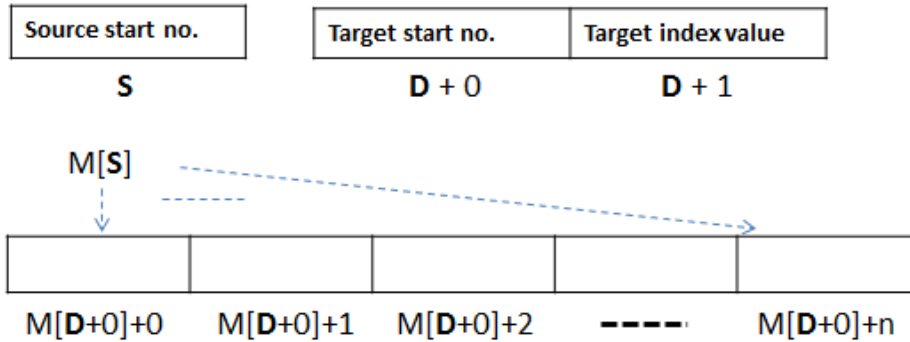 Source start no. Target start no. Target index value
S D + 0 D + 1
M[S]
M[D+0]+0 M[D+0]+1 M[D+0]+2 ----- M[D+0]+n